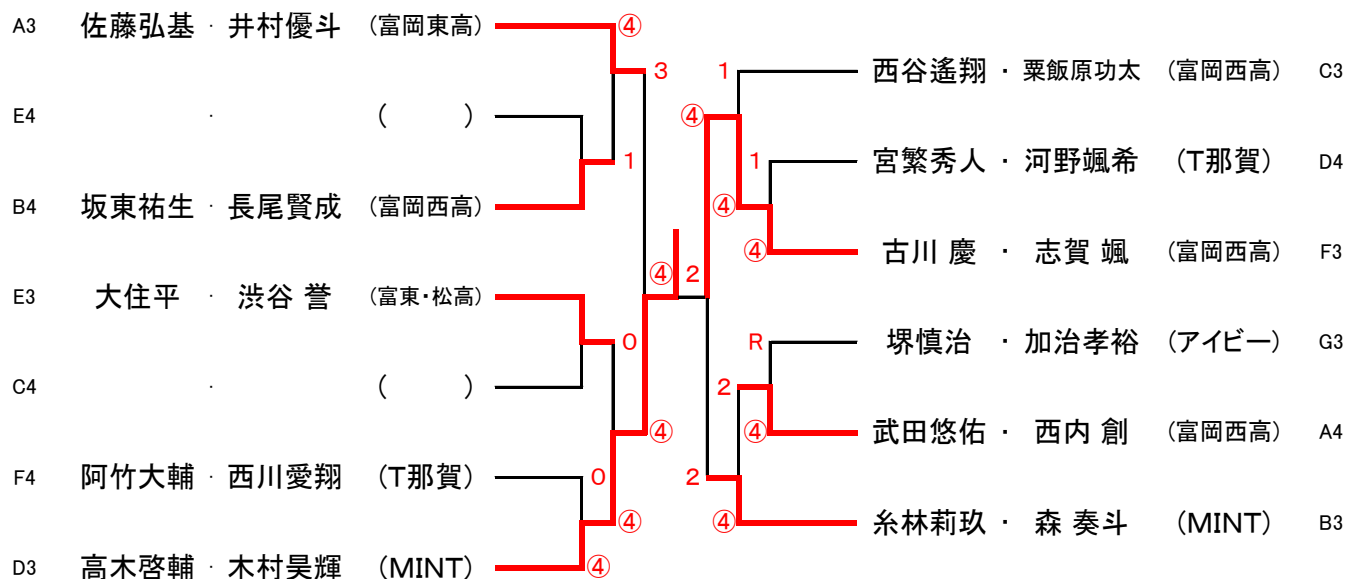 A3 佐藤弘基 · 井村優斗 (富岡東高)
E4 · ( )
B4 坂東祐生 · 長尾賢成 (富岡西高)
E3 大住平 · 渋谷 誉 (富東・松高)
C4 · ( )
F4 阿竹大輔 · 西川愛翔 (T那賀)
D3 高木啓輔 · 木村昊輝 (MINT)
④
3
1
0
④
0
④
④
④
2
1
④
1
④
④
R
2
④
2
④
西谷遙翔 ・ 粟飯原功太 (富岡西高) C3
宮繁秀人 ・ 河野颯希 (T那賀) D4
古川 慶 ・ 志賀 颯 (富岡西高) F3
堺慎治 ・ 加治孝裕 (アイビー) G3
武田悠佑 ・ 西内 創 (富岡西高) A4
糸林莉玖 ・ 森 奏斗 (MINT) B3